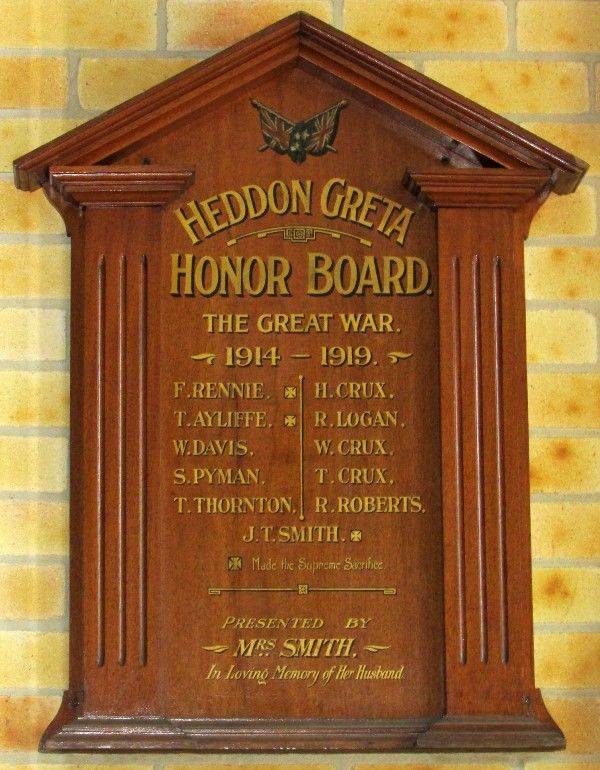 HEDDON GRETA
HONOR BOARD.
THE GREAT WAR.
1914 – 1919.
F. RENNIE. ✠ H. CRUX.
T. AYLIFFE. ✠ R. LOGAN.
W. DAVIS. W. CRUX.
S. PYMAN. T. CRUX.
T. THORNTON. R. ROBERTS.
J. T. SMITH. ✠
✠ Made the Supreme Sacrifice
PRESENTED BY
MRS. SMITH.
In Loving Memory of Her Husband.